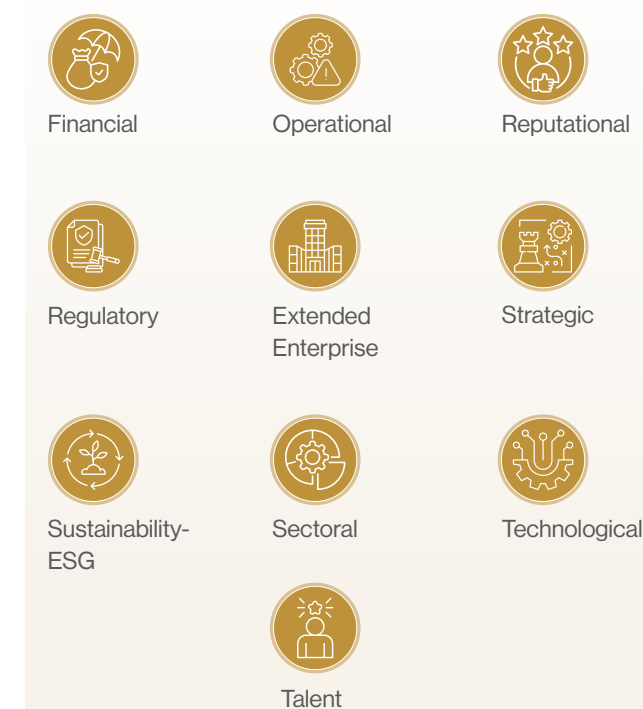 Financial
Operational
Reputational
Regulatory
Extended
Enterprise
Strategic
Sustainability-
ESG
Sectoral
Technological
Talent